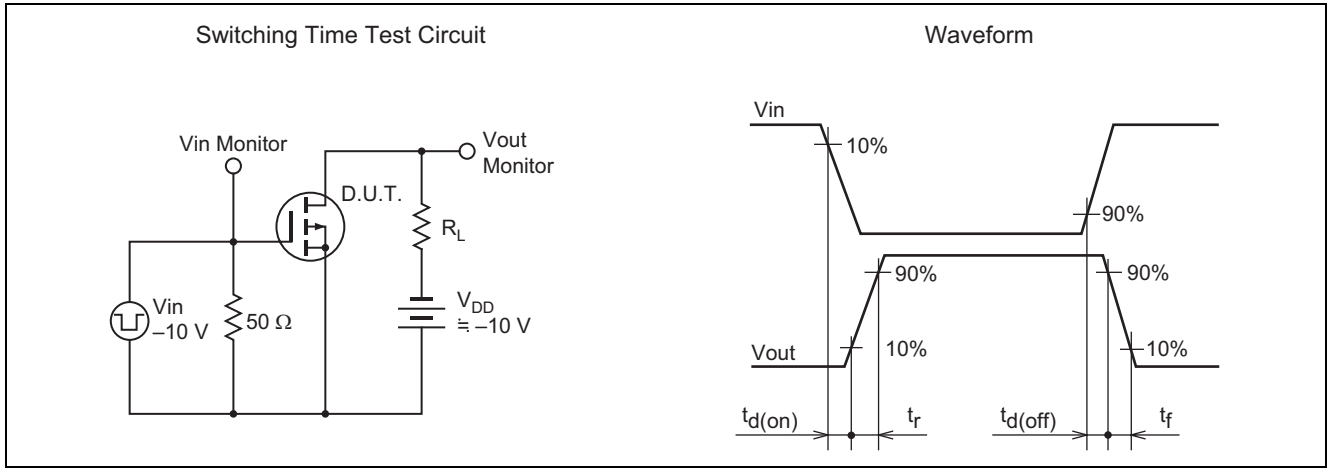 Switching Time Test Circuit
Vin Monitor
D.U.T.
Vout
Monitor
RL
Vin
–10 V
50 Ω
VDD
≒ –10 V
Waveform
Vin
10%
90%
90%
90%
Vout
10%
10%
td(on)
tr
td(off)
tf